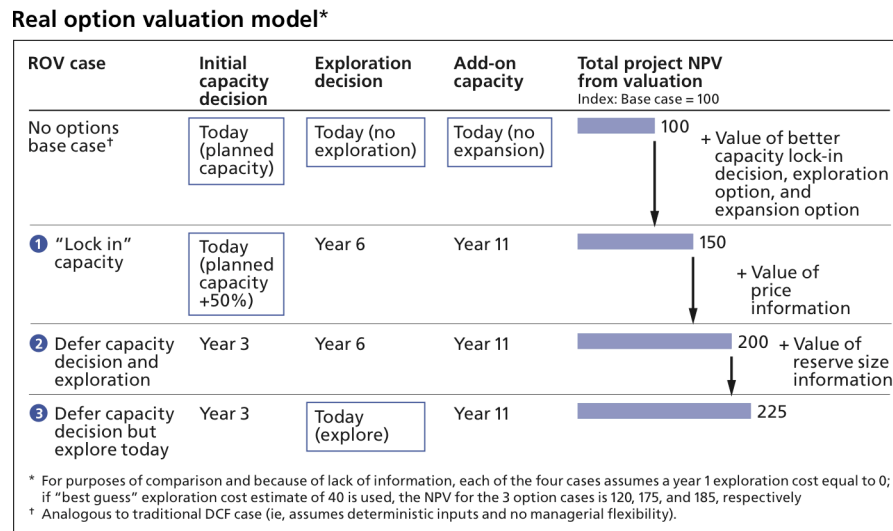 Real option valuation model*
ROV case
Initial
capacity
decision
Exploration
decision
Add-on
capacity
Total project NPV
from valuation
Index: Base case = 100
No options
base case†
Today
(planned
capacity)
Today (no
exploration)
Today (no
expansion)
100
+ Value of better
capacity lock-in
decision, exploration
option, and
expansion option
1 “Lock in”
capacity
Today
(planned
capacity
+50%)
Year 6
Year 11
150
+ Value of
price
information
2 Defer capacity
decision and
exploration
Year 3
Year 6
Year 11
200
+ Value of
reserve size
information
3 Defer capacity
decision but
explore today
Year 3
Today
(explore)
Year 11
225
* For purposes of comparison and because of lack of information, each of the four cases assumes a year 1 exploration cost equal to 0;
if “best guess” exploration cost estimate of 40 is used, the NPV for the 3 option cases is 120, 175, and 185, respectively
† Analogous to traditional DCF case (ie, assumes deterministic inputs and no managerial flexibility).